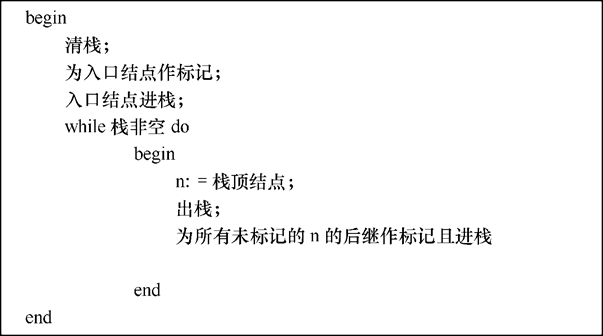 begin
清栈;
为入口结点作标记;
入口结点进栈;
while 栈非空 do
begin
n: = 栈顶结点;
出栈;
为所有未标记的 n 的后继作标记且进栈
end
end